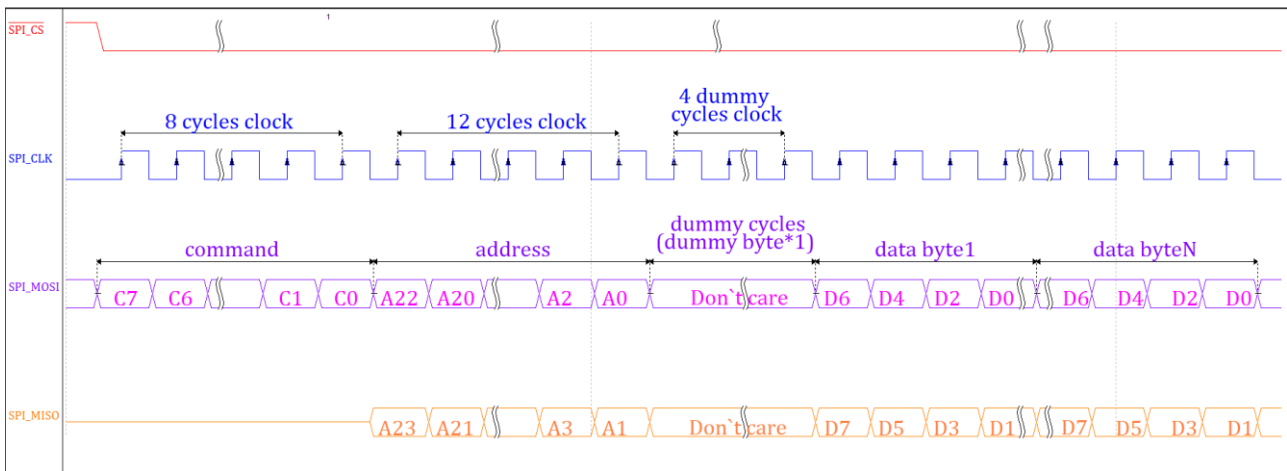 1
SPI_CS
4 dummy
cycles clock
8 cycles clock
12 cycles clock
SPI_CLK
dummy cycles
(dummy byte*1)
command
address
data byte1
data byteN
SPI_MOSI
C7 C6 C1 C0 A22 A20 A2 A0 Don`t care D6 D4 D2 D0 D6 D4 D2 D0
SPI_MISO
A23 A21 A3 A1 Don`t care D7 D5 D3 D1 D7 D5 D3 D1